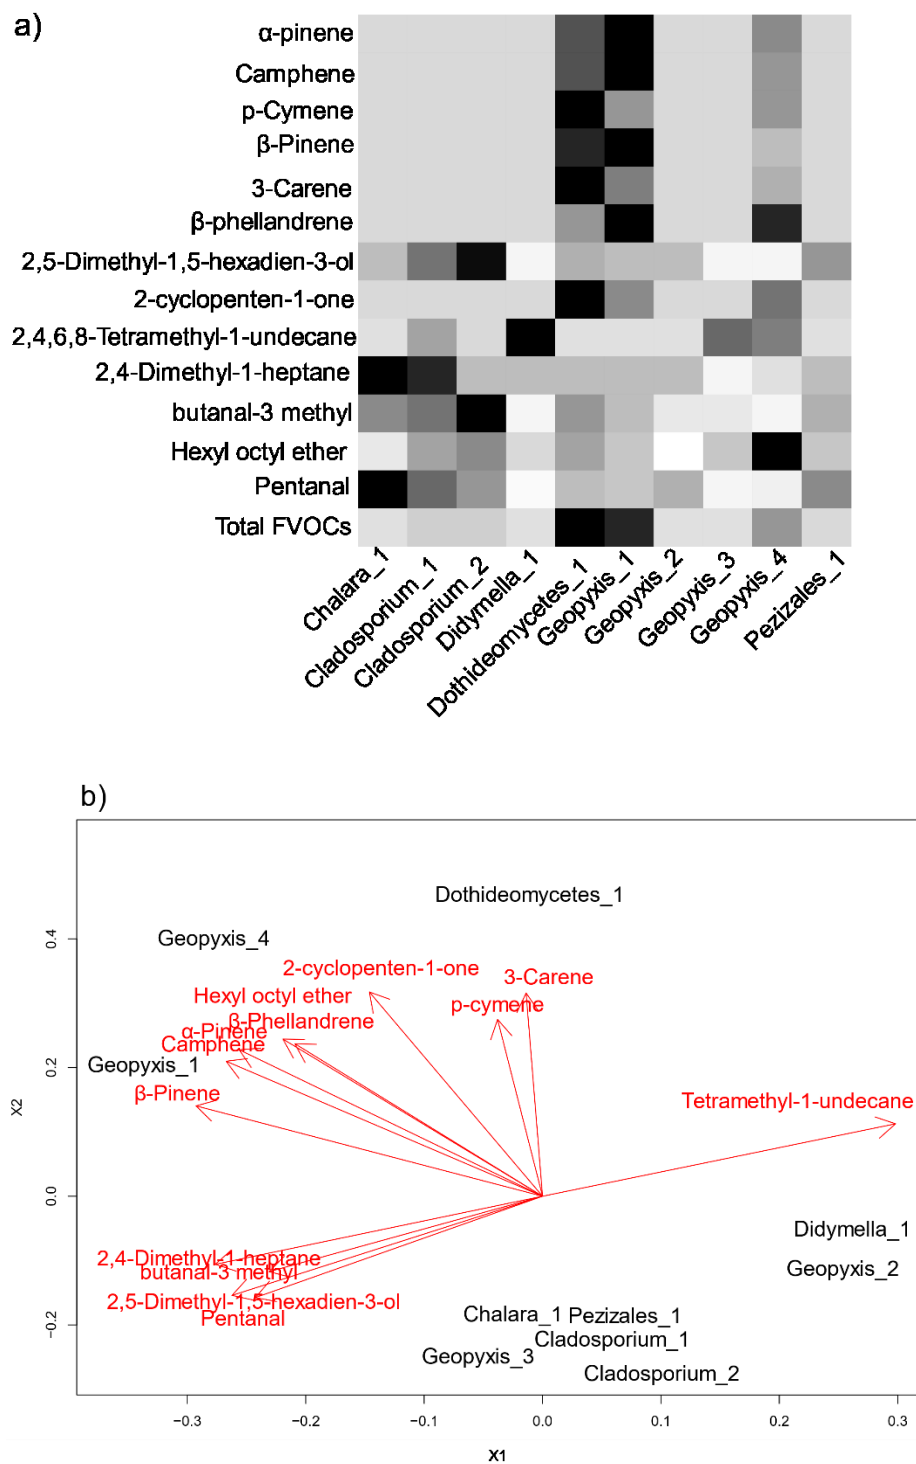 a)
α-pinene
Camphene
p-Cymene
β-Pinene
3-Carene
β-phellandrene
2,5-Dimethyl-1,5-hexadien-3-ol
2-cyclopenten-1-one
2,4,6,8-Tetramethyl-1-undecane
2,4-Dimethyl-1-heptane
butanal-3 methyl
Hexyl octyl ether
Pentanal
Total FVOCs
Chalara_1
Cladosporium_1
Cladosporium_2
Didymella_1
Dothideomycetes_1
Geopyxis_1
Geopyxis_2
Geopyxis_3
Geopyxis_4
Pezizales_1
b)
Dothideomycetes_1
Geopyxis_4
2-cyclopenten-1-one
3-Carene
Hexyl octyl ether
p-cymene
β-Phellandrene
α-Pinene
Camphene
Geopyxis_1
β-Pinene
Tetramethyl-1-undecane
Didymella_1
2,4-Dimethyl-1-heptane
butanal-3 methyl
Geopyxis_2
2,5-Dimethyl-1,5-hexadien-3-ol
Pentanal
Chalara_1
Pezizales_1
Cladosporium_1
Geopyxis_3
Cladosporium_2
0.4
0.2
0.0
−0.2
X2
−0.3
−0.2
−0.1
0.0
0.1
0.2
0.3
X1